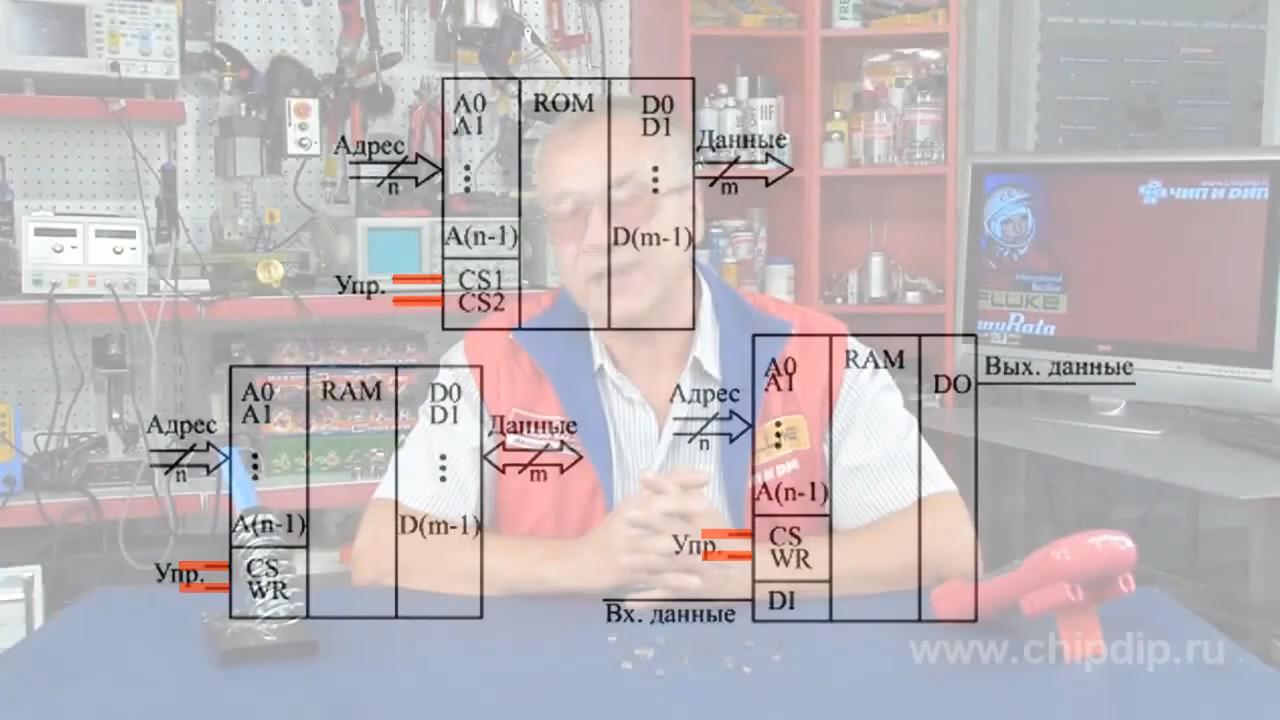 A0 ROM D0
A1 D1
Адрес Данные
n m
A(n-1) D(m-1)
Упр. CS1
CS2
A0 RAM D0
A1 D1
Адрес Данные
n m
A(n-1) D(m-1)
Упр. CS
WR
A0 RAM DO Вых. данные
A1
Адрес
n
A(n-1)
Упр. CS
WR
Вх. данные DI
ЧИП И ДИП
FLUKE
muRata
HF
www.chipdip.ru